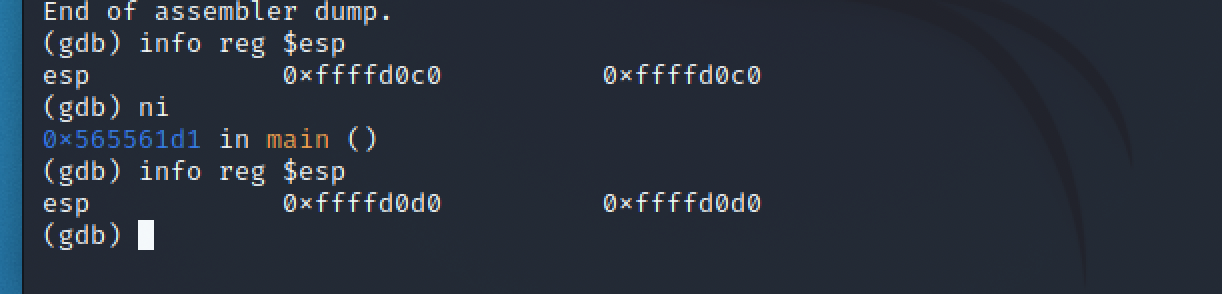 End of assembler dump.
(gdb) info reg $esp
esp            0×ffffd0c0          0×ffffd0c0
(gdb) ni
0×565561d1 in main ()
(gdb) info reg $esp
esp            0×ffffd0d0          0×ffffd0d0
(gdb)